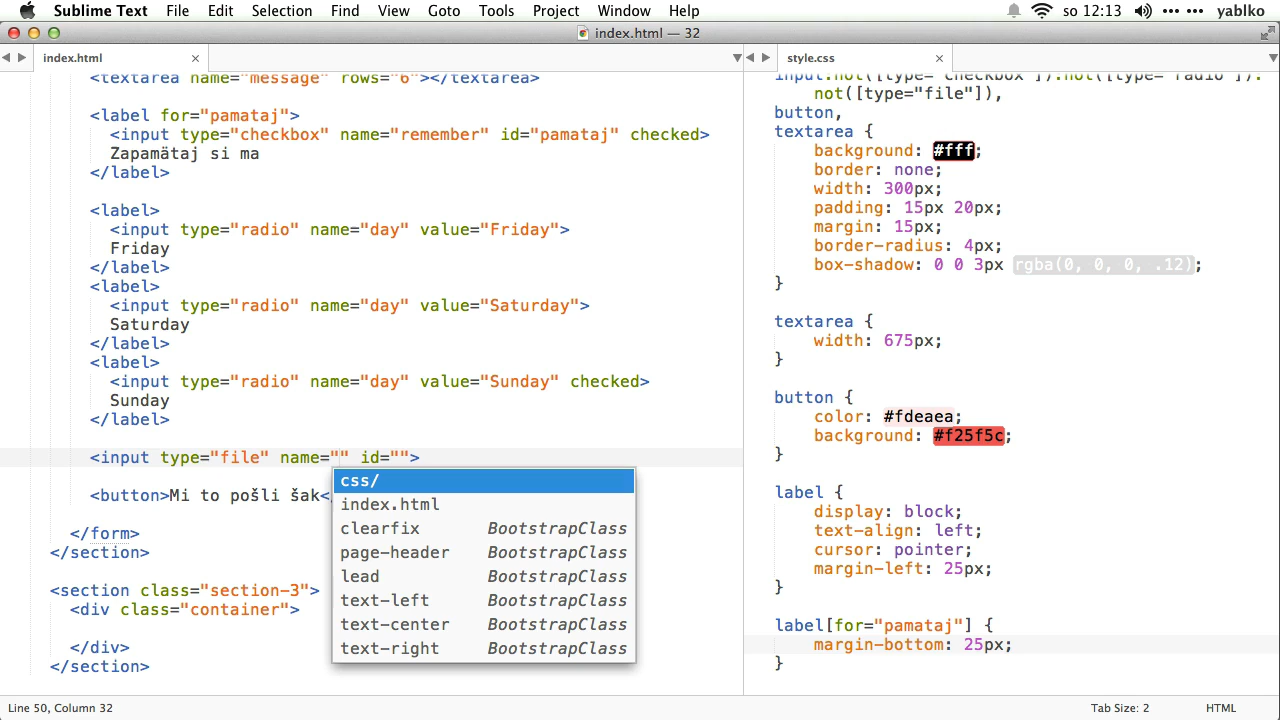 Sublime Text File Edit Selection Find View Goto Tools Project Window Help so 12:13 yablko
index.html — 32
index.html
<textarea name="message" rows="6"></textarea>
<label for="pamataj">
<input type="checkbox" name="remember" id="pamataj" checked>
Zapamätaj si ma
</label>
<label>
<input type="radio" name="day" value="Friday">
Friday
</label>
<label>
<input type="radio" name="day" value="Saturday">
Saturday
</label>
<label>
<input type="radio" name="day" value="Sunday" checked>
Sunday
</label>
<input type="file" name="" id="">
<button>Mi to pošli šak<
</form>
</section>
<section class="section-3">
<div class="container">
</div>
</section>
css/
index.html
clearfix BootstrapClass
page-header BootstrapClass
lead BootstrapClass
text-left BootstrapClass
text-center BootstrapClass
text-right BootstrapClass
style.css
input:not([type="checkbox"]):not([type="radio"]):
not([type="file"]),
button,
textarea {
background: #fff;
border: none;
width: 300px;
padding: 15px 20px;
margin: 15px;
border-radius: 4px;
box-shadow: 0 0 3px rgba(0, 0, 0, .12);
}
textarea {
width: 675px;
}
button {
color: #fdeaea;
background: #f25f5c;
}
label {
display: block;
text-align: left;
cursor: pointer;
margin-left: 25px;
}
label[for="pamataj"] {
margin-bottom: 25px;
}
Line 50, Column 32 Tab Size: 2 HTML